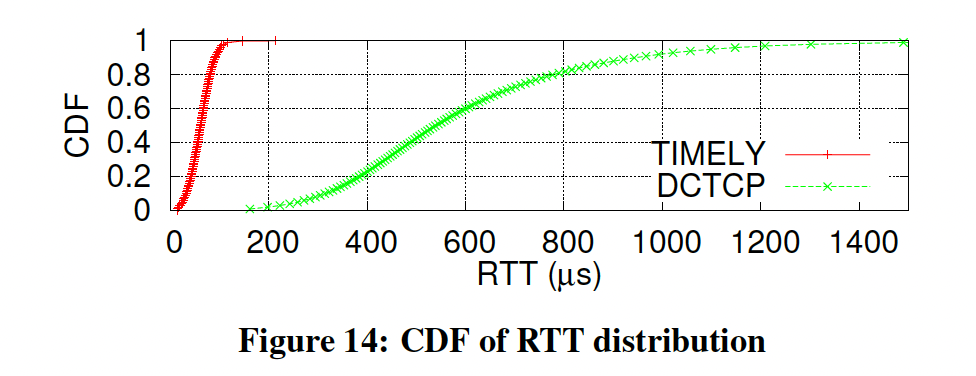 1
0.8
0.6
0.4
0.2
0
CDF
TIMELY
DCTCP
0 200 400 600 800 1000 1200 1400
RTT (μs)
Figure 14: CDF of RTT distribution